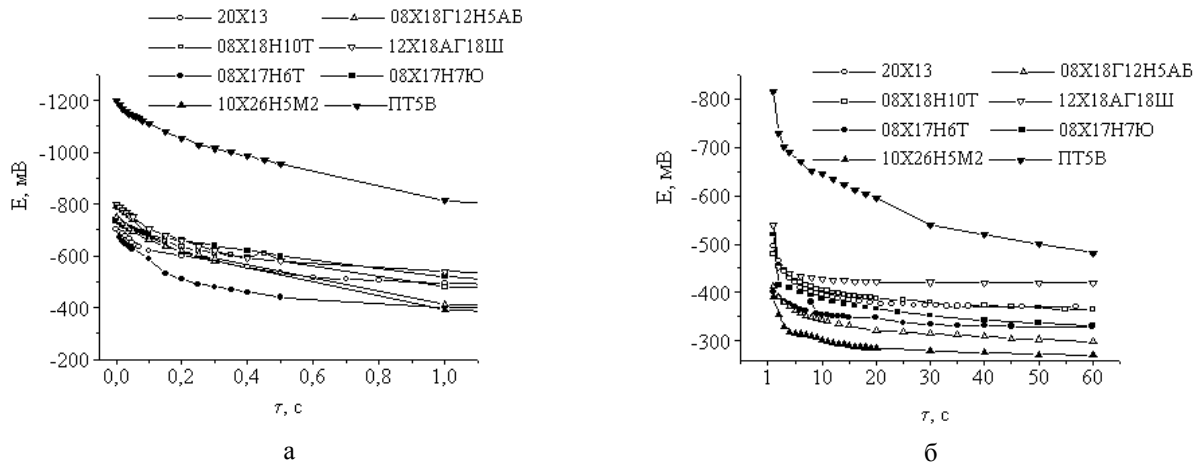 20Х13
08Х18Г12Н5АБ
08Х18Н10Т
12Х18АГ18Ш
08Х17Н6Т
08Х17Н7Ю
10Х26Н5М2
ПТ5В
Е, мВ
-1200
-1000
-800
-600
-400
-200
0,0
0,2
0,4
0,6
0,8
1,0
τ, с
а
20Х13
08Х18Г12Н5АБ
08Х18Н10Т
12Х18АГ18Ш
08Х17Н6Т
08Х17Н7Ю
10Х26Н5М2
ПТ5В
Е, мВ
-800
-700
-600
-500
-400
-300
1
10
20
30
40
50
60
τ, с
б